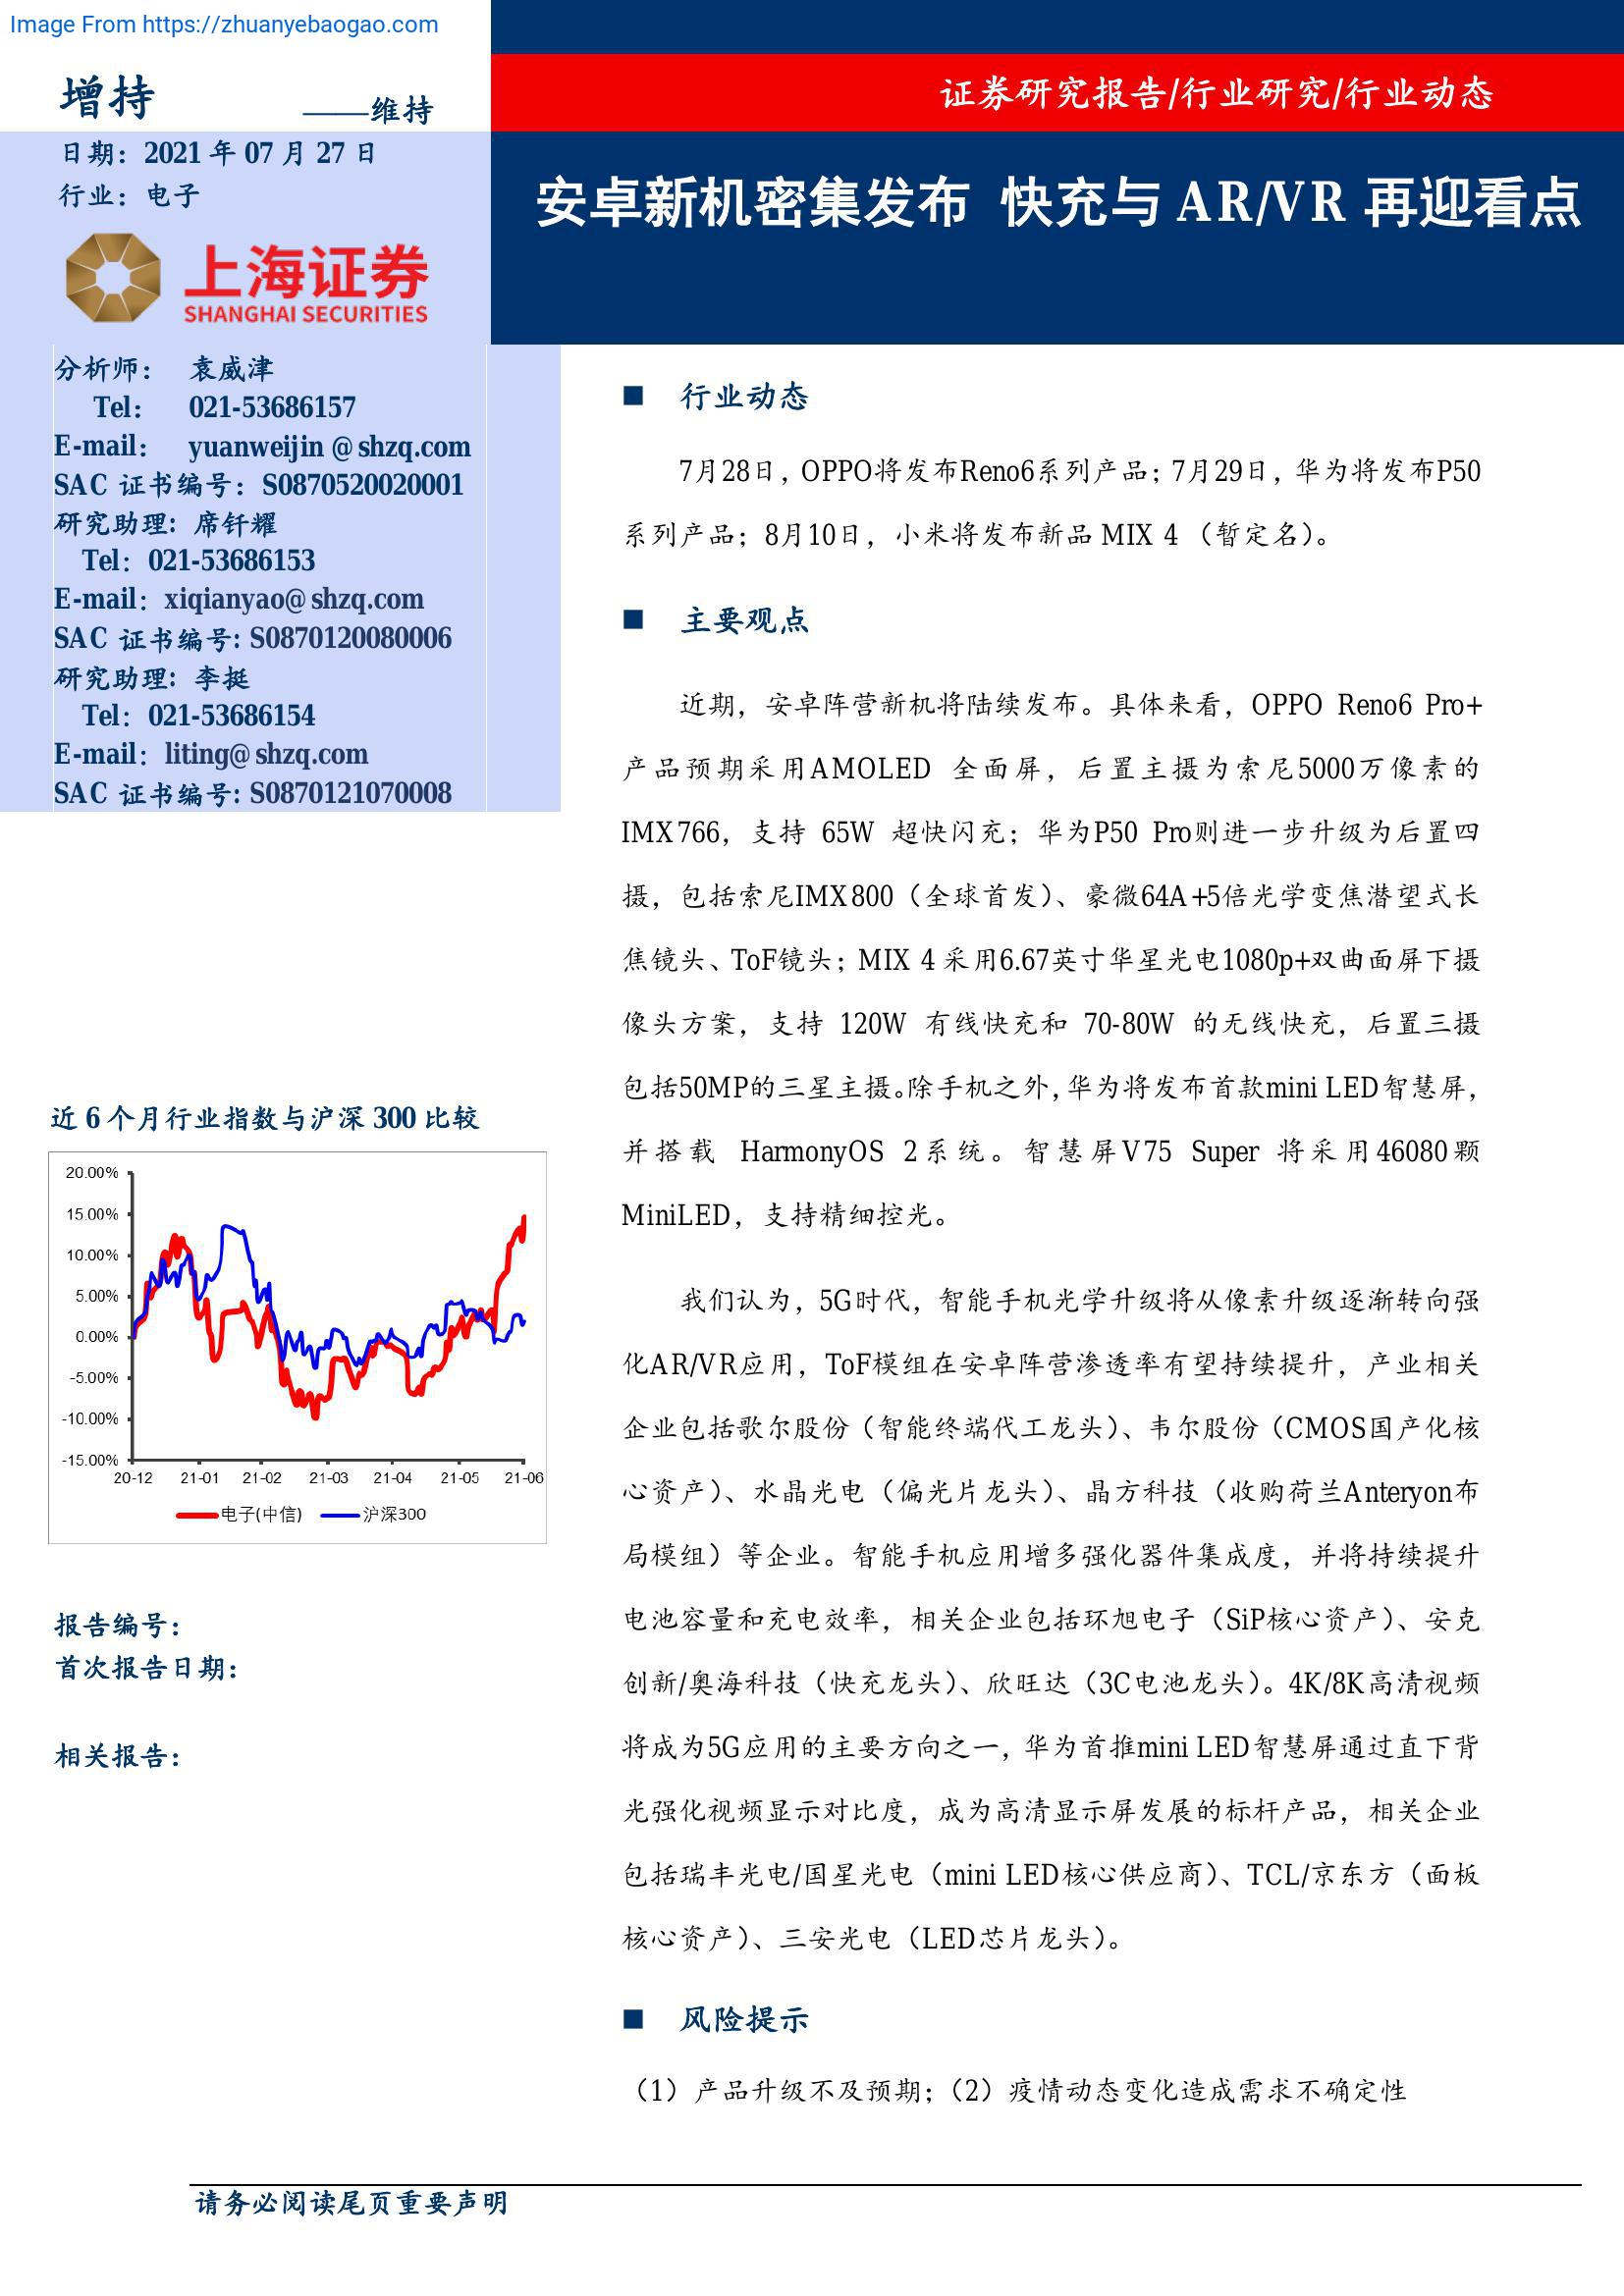 Image From https://zhuanyebaogao.com
增持 ——维持
证券研究报告/行业研究/行业动态
日期：2021 年 07 月 27 日
行业：电子
安卓新机密集发布 快充与 AR/VR 再迎看点
上海证券
SHANGHAI SECURITIES
分析师： 袁威津
Tel： 021-53686157
E-mail： yuanweijin @shzq.com
SAC 证书编号：S0870520020001
研究助理：席钎耀
Tel：021-53686153
E-mail：xiqianyao@shzq.com
SAC 证书编号: S0870120080006
研究助理：李挺
Tel：021-53686154
E-mail：liting@shzq.com
SAC 证书编号: S0870121070008
近 6 个月行业指数与沪深 300 比较
20.00%
15.00%
10.00%
5.00%
0.00%
-5.00%
-10.00%
-15.00%
20-12 21-01 21-02 21-03 21-04 21-05 21-06
电子(中信) 沪深300
报告编号：
首次报告日期：
相关报告：
■ 行业动态
7月28日，OPPO将发布Reno6系列产品；7月29日，华为将发布P50
系列产品；8月10日，小米将发布新品 MIX 4 （暂定名）。
■ 主要观点
近期，安卓阵营新机将陆续发布。具体来看，OPPO Reno6 Pro+
产品预期采用AMOLED 全面屏，后置主摄为索尼5000万像素的
IMX766，支持 65W 超快闪充；华为P50 Pro则进一步升级为后置四
摄，包括索尼IMX800（全球首发）、豪微64A+5倍光学变焦潜望式长
焦镜头、ToF镜头；MIX 4 采用6.67英寸华星光电1080p+双曲面屏下摄
像头方案，支持 120W 有线快充和 70-80W 的无线快充，后置三摄
包括50MP的三星主摄。除手机之外，华为将发布首款mini LED智慧屏，
并搭载 HarmonyOS 2系统。智慧屏V75 Super 将采用46080颗
MiniLED，支持精细控光。
我们认为，5G时代，智能手机光学升级将从像素升级逐渐转向强
化AR/VR应用，ToF模组在安卓阵营渗透率有望持续提升，产业相关
企业包括歌尔股份（智能终端代工龙头）、韦尔股份（CMOS国产化核
心资产）、水晶光电（偏光片龙头）、晶方科技（收购荷兰Anteryon布
局模组）等企业。智能手机应用增多强化器件集成度，并将持续提升
电池容量和充电效率，相关企业包括环旭电子（SiP核心资产）、安克
创新/奥海科技（快充龙头）、欣旺达（3C电池龙头）。4K/8K高清视频
将成为5G应用的主要方向之一，华为首推mini LED智慧屏通过直下背
光强化视频显示对比度，成为高清显示屏发展的标杆产品，相关企业
包括瑞丰光电/国星光电（mini LED核心供应商）、TCL/京东方（面板
核心资产）、三安光电（LED芯片龙头）。
■ 风险提示
（1）产品升级不及预期；（2）疫情动态变化造成需求不确定性
请务必阅读尾页重要声明